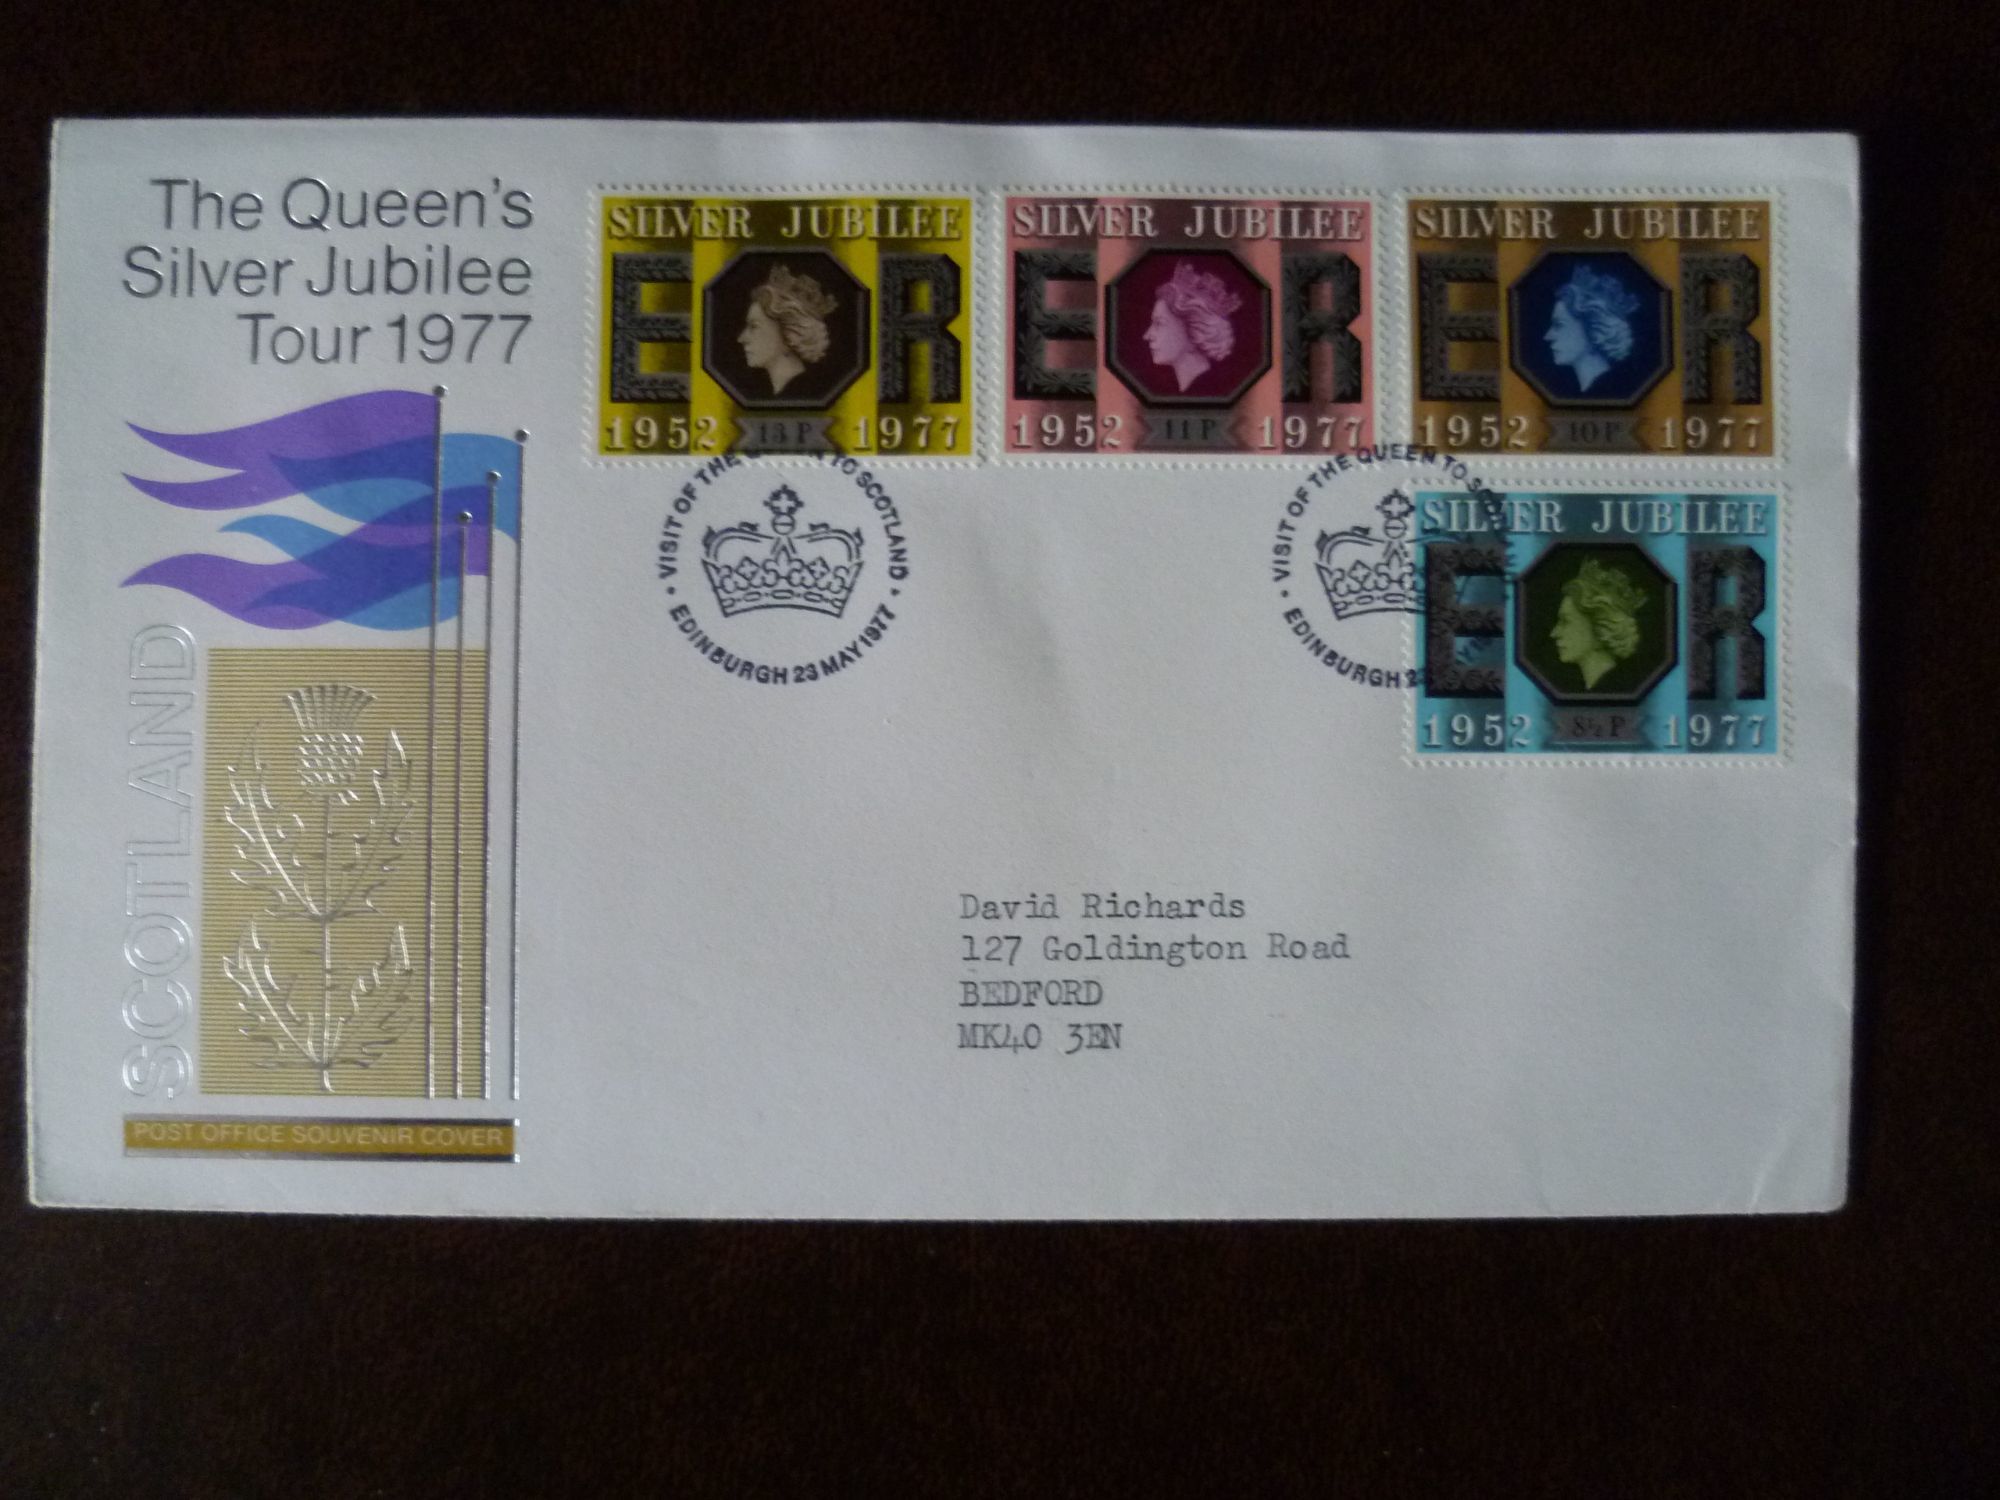 The Queen's
Silver Jubilee
Tour 1977
SCOTLAND
POST OFFICE SOUVENIR COVER
SILVER JUBILEE
E R
1952 13P 1977
SILVER JUBILEE
E R
1952 11P 1977
SILVER JUBILEE
E R
1952 10P 1977
SILVER JUBILEE
E R
1952 8½P 1977
VISIT OF THE QUEEN TO SCOTLAND
• EDINBURGH 23 MAY 1977 •
VISIT OF THE QUEEN TO
• EDINBURGH 23
David Richards
127 Goldington Road
BEDFORD
MK40 3EN